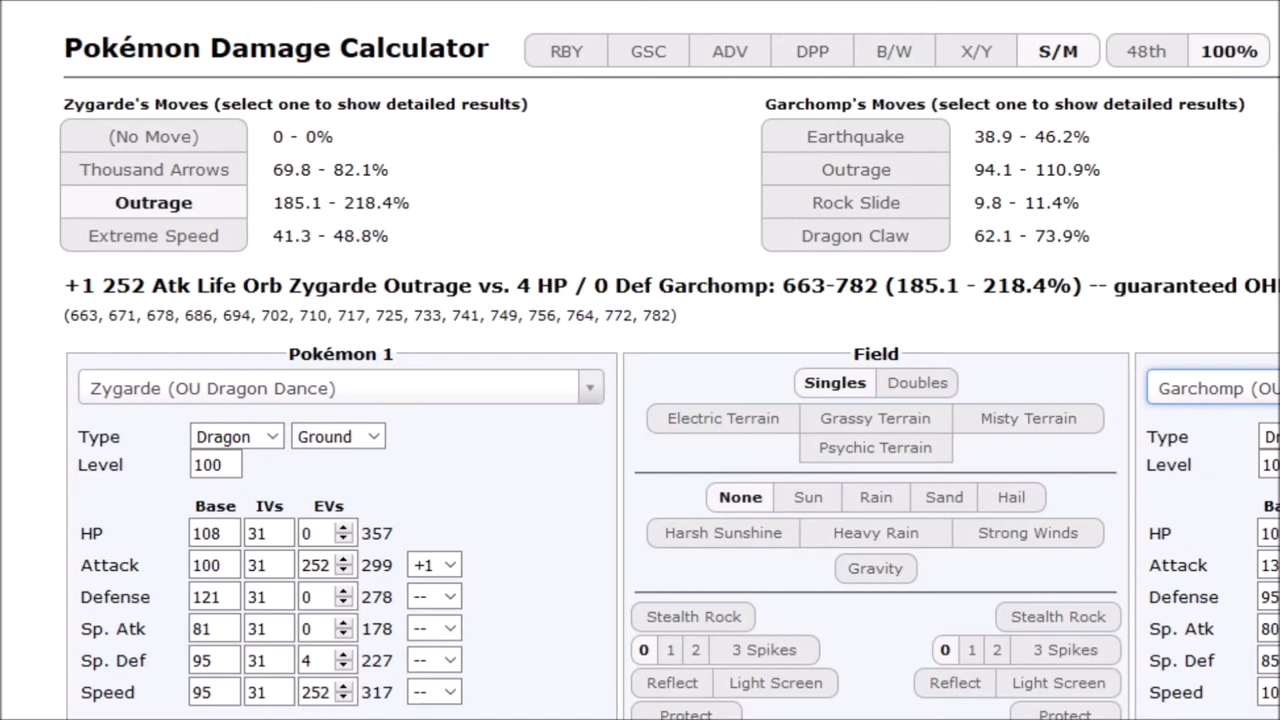 Pokémon Damage Calculator RBY GSC ADV DPP B/W X/Y S/M 48th 100%
Zygarde's Moves (select one to show detailed results) Garchomp's Moves (select one to show detailed results)
(No Move) 0 - 0% Earthquake 38.9 - 46.2%
Thousand Arrows 69.8 - 82.1% Outrage 94.1 - 110.9%
Outrage 185.1 - 218.4% Rock Slide 9.8 - 11.4%
Extreme Speed 41.3 - 48.8% Dragon Claw 62.1 - 73.9%
+1 252 Atk Life Orb Zygarde Outrage vs. 4 HP / 0 Def Garchomp: 663-782 (185.1 - 218.4%) -- guaranteed
(663, 671, 678, 686, 694, 702, 710, 717, 725, 733, 741, 749, 756, 764, 772, 782)
Pokémon 1 Field
Zygarde (OU Dragon Dance) Singles Doubles Garchomp (OU
Electric Terrain Grassy Terrain Misty Terrain
Type Dragon Ground Psychic Terrain Type
Level 100 Level
Base IVs EVs None Sun Rain Sand Hail
HP 108 31 0 357 Harsh Sunshine Heavy Rain Strong Winds HP
Attack 100 31 252 299 +1 Gravity Attack
Defense 121 31 0 278 -- Defense 95
Sp. Atk 81 31 0 178 -- Stealth Rock Stealth Rock Sp. Atk 80
Sp. Def 95 31 4 227 -- 0 1 2 3 Spikes 0 1 2 3 Spikes Sp. Def 85
Speed 95 31 252 317 -- Reflect Light Screen Reflect Light Screen Speed
Protect Protect